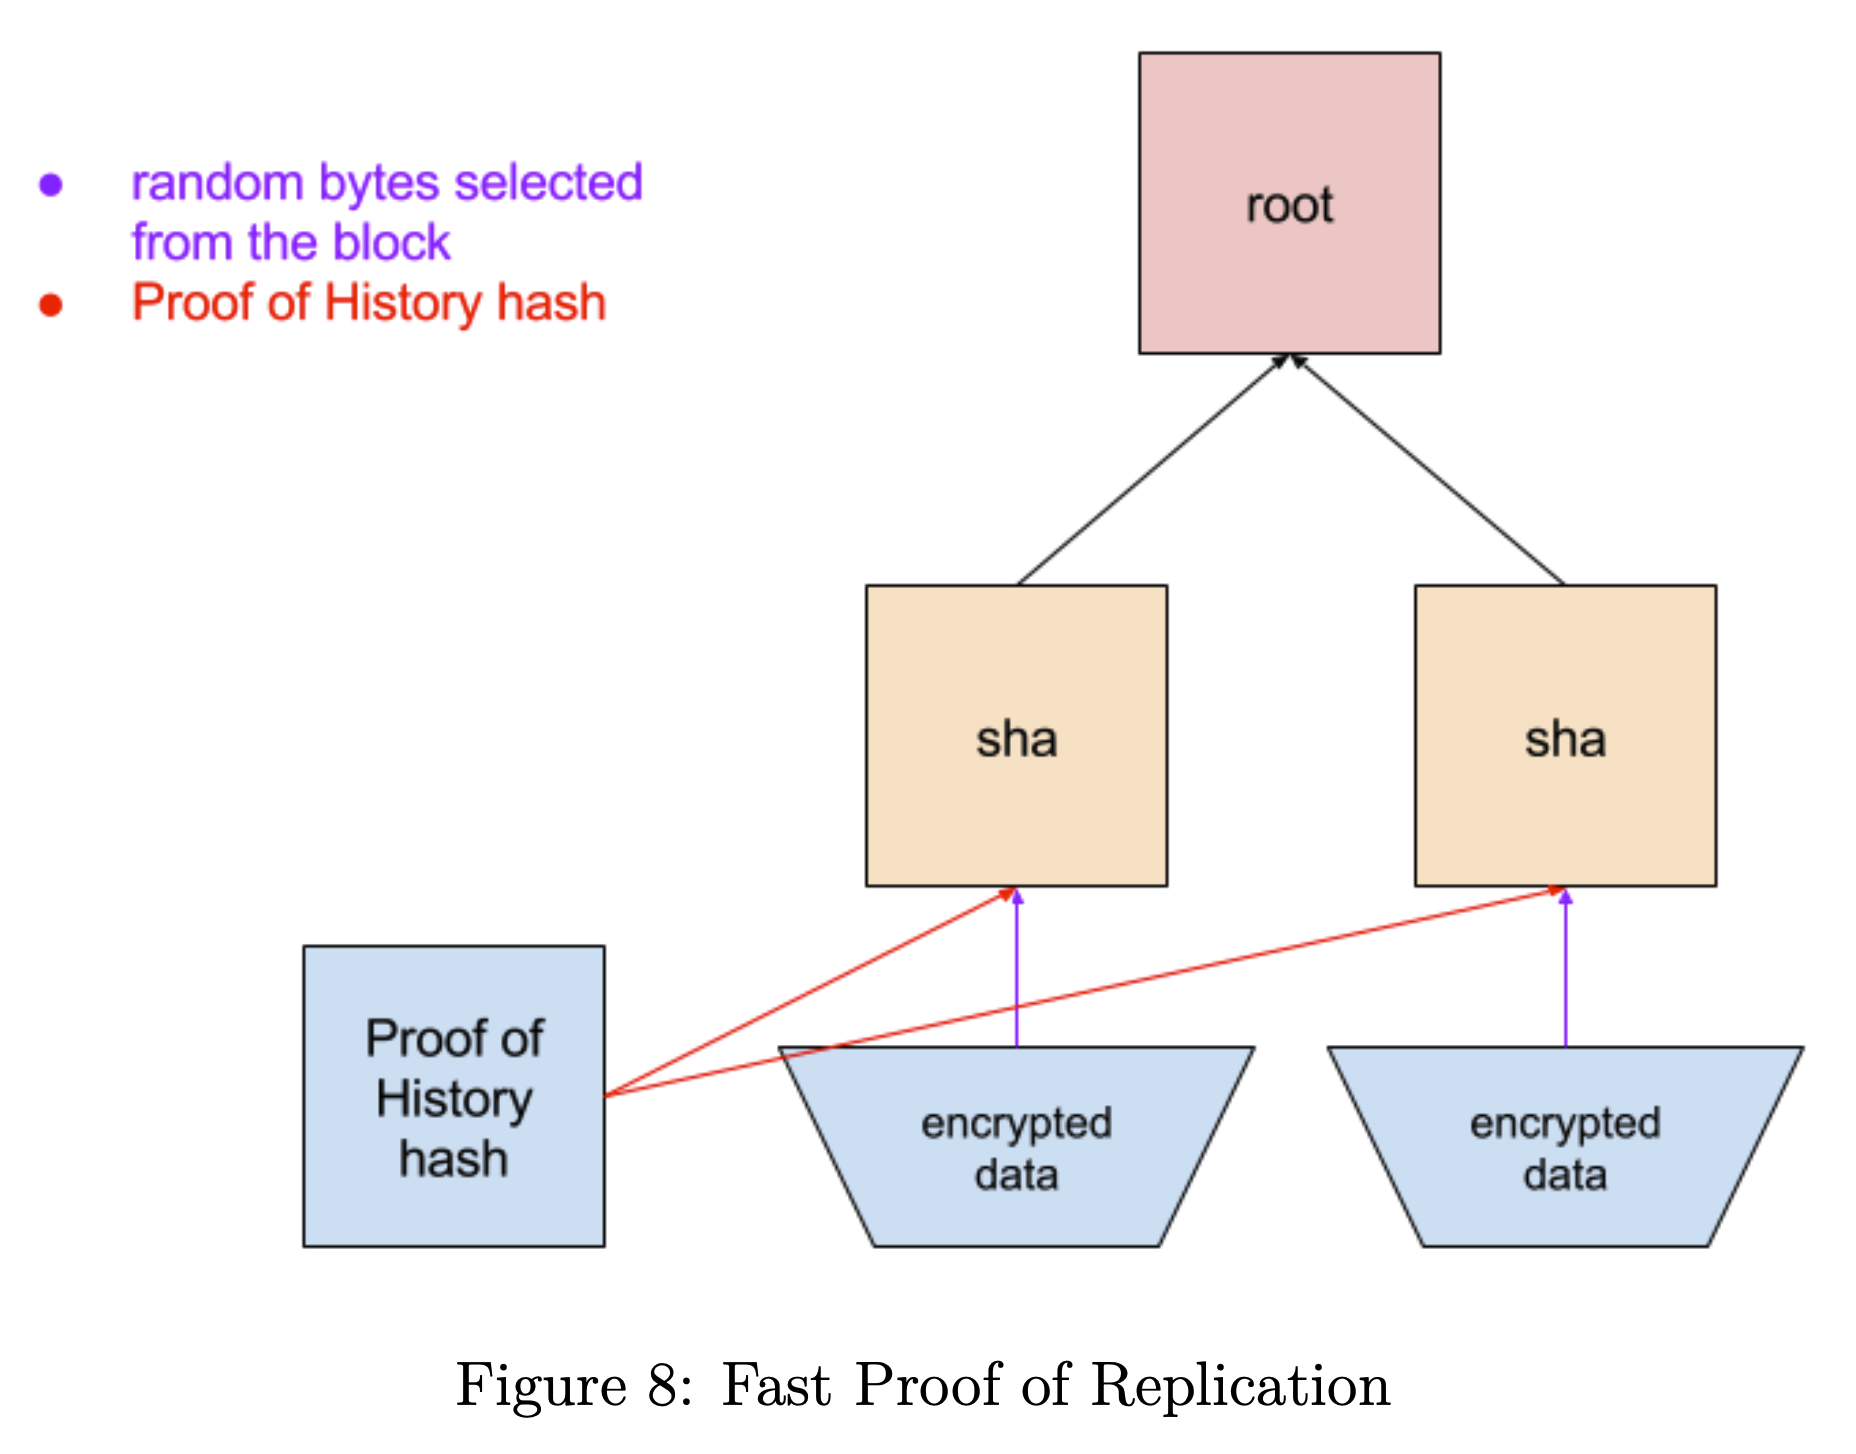 root
random bytes selected
from the block
Proof of History hash
sha
sha
Proof of
History
hash
encrypted
data
encrypted
data
Figure 8: Fast Proof of Replication